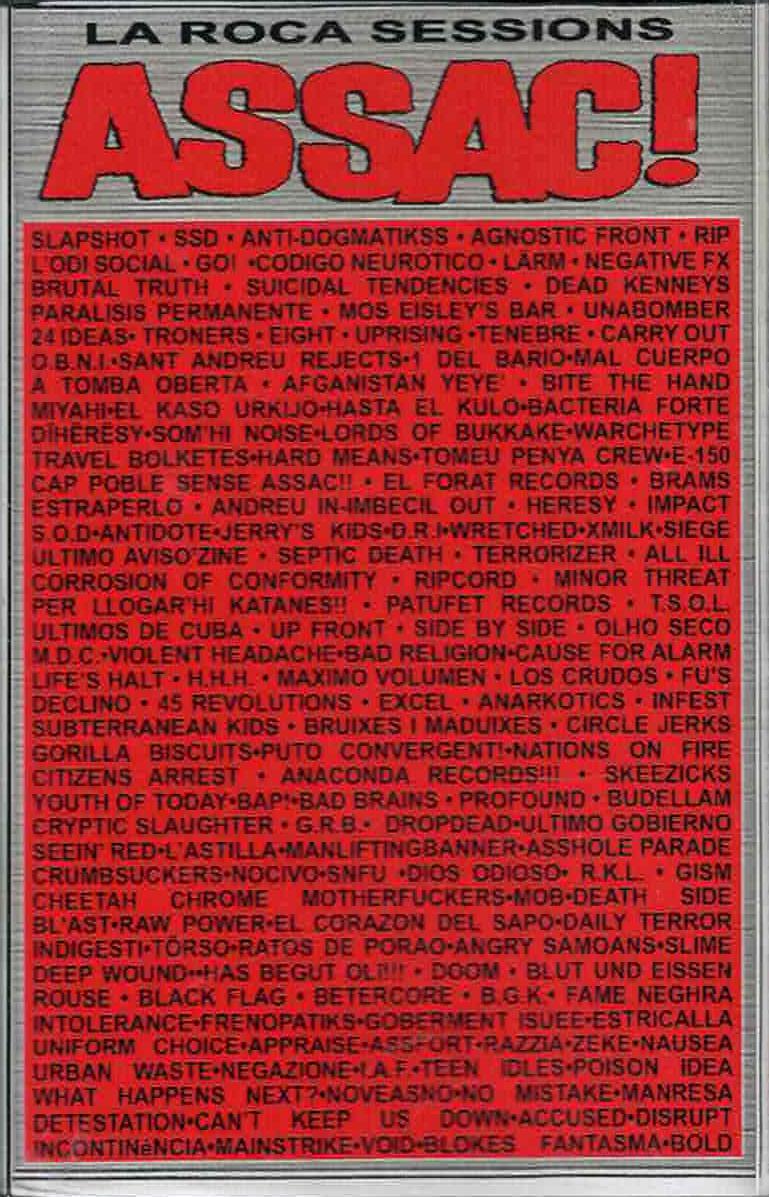 LA ROCA SESSIONS
ASSAC!
SLAPSHOT • SSD • ANTI-DOGMATIKSS • AGNOSTIC FRONT • RIP
L'ODI SOCIAL • GO! •CODIGO NEUROTICO • LÄRM • NEGATIVE FX
BRUTAL TRUTH • SUICIDAL TENDENCIES • DEAD KENNEYS
PARALISIS PERMANENTE • MOS EISLEY'S BAR • UNABOMBER
24 IDEAS• TRONERS • EIGHT • UPRISING •TENEBRE • CARRY OUT
O.B.N.I.•SANT ANDREU REJECTS•1 DEL BARIO•MAL CUERPO
A TOMBA OBERTA • AFGANISTAN YEYE' • BITE THE HAND
MIYAHI•EL KASO URKIJO•HASTA EL KULO•BACTERIA FORTE
DÏHËRËSY•SOM'HI NOISE•LORDS OF BUKKAKE•WARCHETYPE
TRAVEL BOLKETES•HARD MEANS•TOMEU PENYA CREW•E-150
CAP POBLE SENSE ASSAC!! • EL FORAT RECORDS • BRAMS
ESTRAPERLO • ANDREU IN-IMBECIL OUT • HERESY • IMPACT
S.O.D•ANTIDOTE•JERRY'S KIDS•D.R.I•WRETCHED•XMILK•SIEGE
ULTIMO AVISO'ZINE • SEPTIC DEATH • TERRORIZER • ALL ILL
CORROSION OF CONFORMITY • RIPCORD • MINOR THREAT
PER LLOGAR'HI KATANES!! • PATUFET RECORDS • T.S.O.L.
ULTIMOS DE CUBA • UP FRONT • SIDE BY SIDE • OLHO SECO
M.D.C.•VIOLENT HEADACHE•BAD RELIGION•CAUSE FOR ALARM
LIFE'S HALT • H.H.H. • MAXIMO VOLUMEN • LOS CRUDOS • FU'S
DECLINO • 45 REVOLUTIONS • EXCEL • ANARKOTICS • INFEST
SUBTERRANEAN KIDS • BRUIXES I MADUIXES • CIRCLE JERKS
GORILLA BISCUITS•PUTO CONVERGENT!•NATIONS ON FIRE
CITIZENS ARREST • ANACONDA RECORDS!!! • SKEEZICKS
YOUTH OF TODAY•BAP!•BAD BRAINS • PROFOUND • BUDELLAM
CRYPTIC SLAUGHTER • G.R.B.• DROPDEAD•ULTIMO GOBIERNO
SEEIN' RED•L'ASTILLA•MANLIFTINGBANNER•ASSHOLE PARADE
CRUMBSUCKERS•NOCIVO•SNFU •DIOS ODIOSO• R.K.L. • GISM
CHEETAH CHROME MOTHERFUCKERS•MOB•DEATH SIDE
BL'AST•RAW POWER•EL CORAZON DEL SAPO•DAILY TERROR
INDIGESTI•TÖRSO•RATOS DE PORAO•ANGRY SAMOANS•SLIME
DEEP WOUND••HAS BEGUT OLI!!! • DOOM • BLUT UND EISSEN
ROUSE • BLACK FLAG • BETERCORE • B.G.K.• FAME NEGHRA
INTOLERANCE•FRENOPATIKS•GOBERMENT ISUEE•ESTRICALLA
UNIFORM CHOICE•APPRAISE•ASSFORT•RAZZIA•ZEKE•NAUSEA
URBAN WASTE•NEGAZIONE•I.A.F.•TEEN IDLES•POISON IDEA
WHAT HAPPENS NEXT?•NOVEASNO•NO MISTAKE•MANRESA
DETESTATION•CAN'T KEEP US DOWN•ACCUSED•DISRUPT
INCONTINèNCIA•MAINSTRIKE•VOID•BLOKES FANTASMA•BOLD